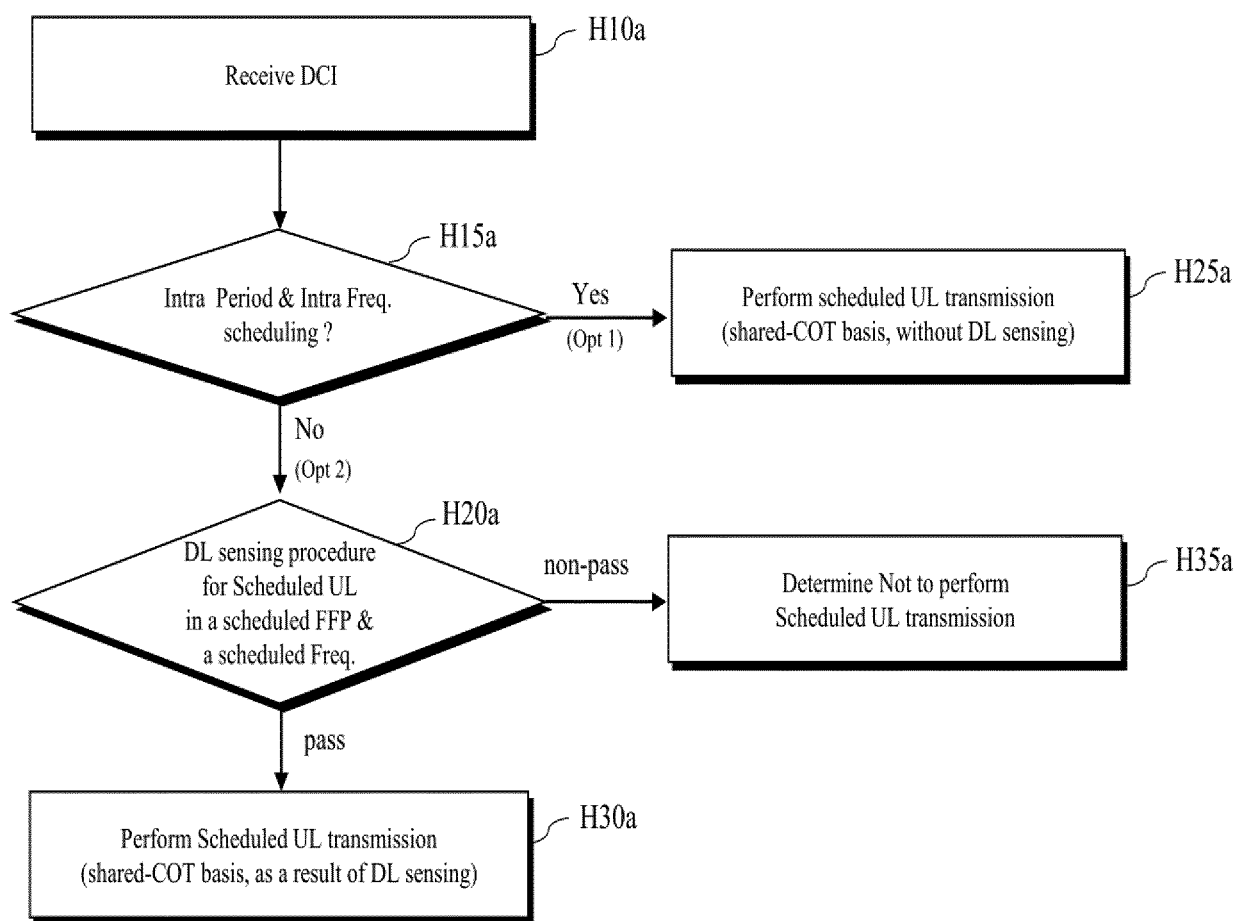 H10a
Receive DCI
H15a
Intra Period & Intra Freq.
scheduling ?
Yes
(Opt 1)
H25a
Perform scheduled UL transmission
(shared-COT basis, without DL sensing)
No
(Opt 2)
H20a
DL sensing procedure
for Scheduled UL
in a scheduled FFP &
a scheduled Freq.
non-pass
H35a
Determine Not to perform
Scheduled UL transmission
pass
H30a
Perform Scheduled UL transmission
(shared-COT basis, as a result of DL sensing)